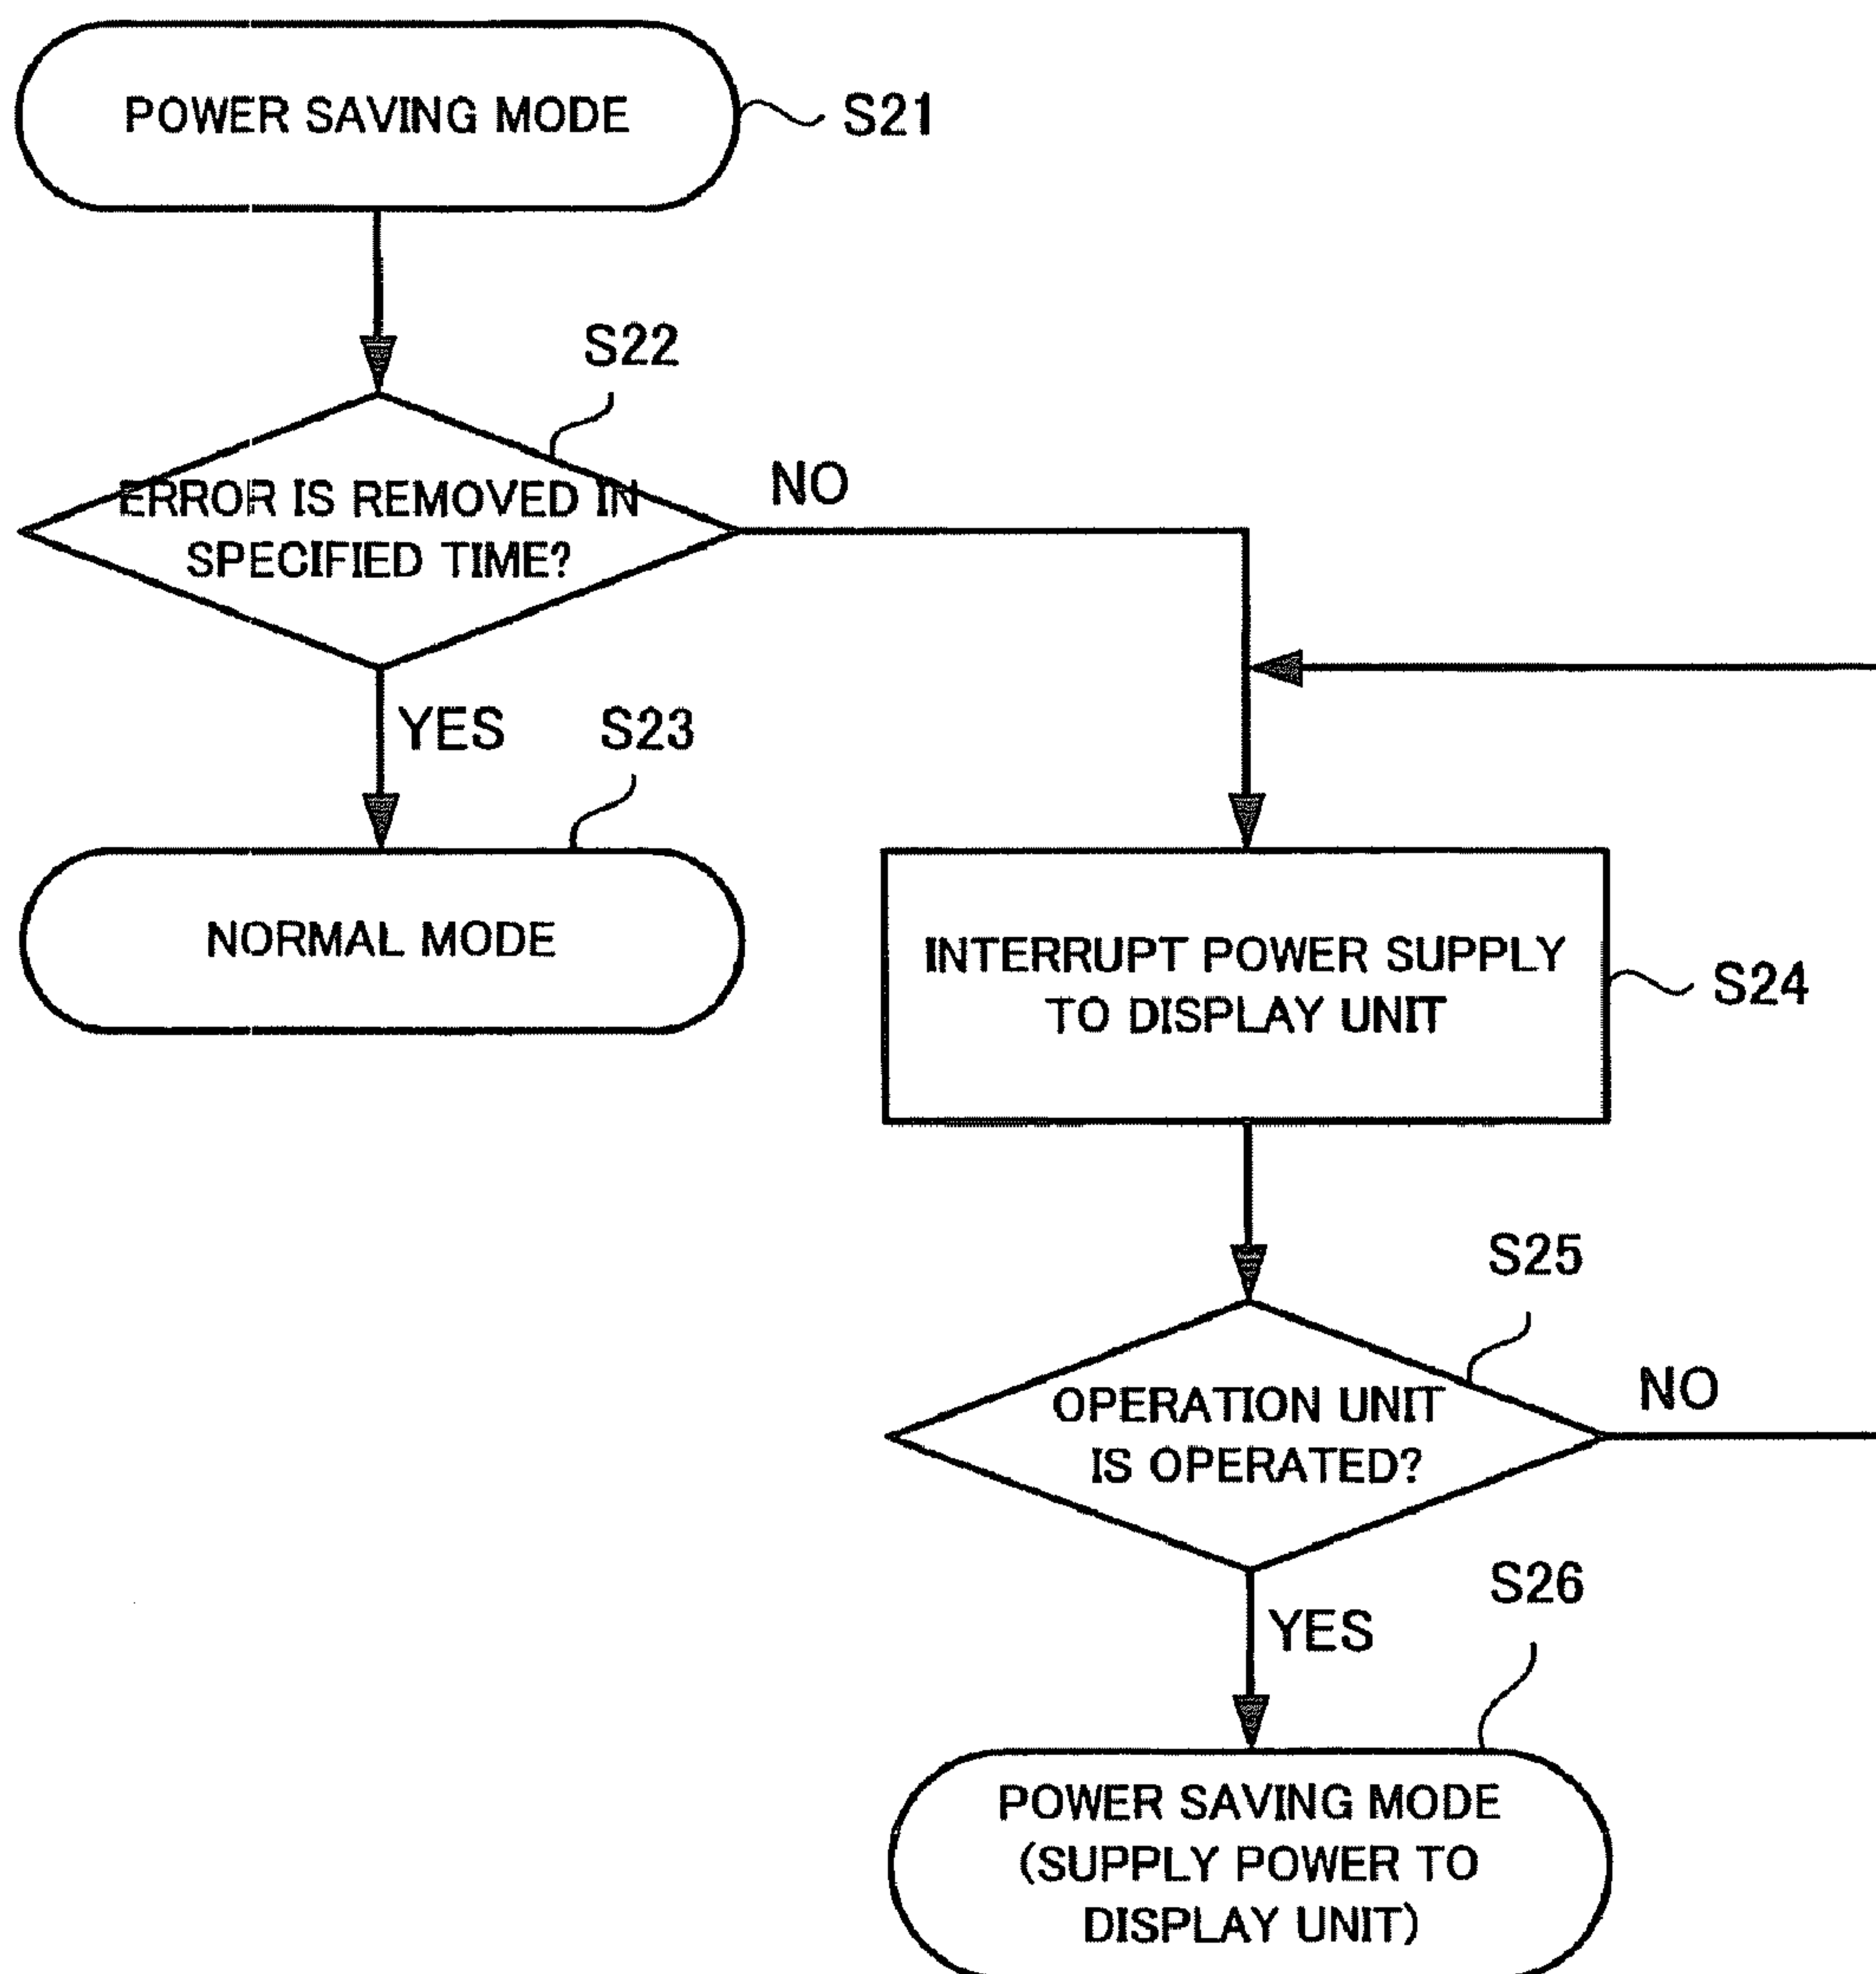 POWER SAVING MODE
S21
S22
ERROR IS REMOVED IN
SPECIFIED TIME?
NO
YES
S23
NORMAL MODE
INTERRUPT POWER SUPPLY
TO DISPLAY UNIT
S24
S25
OPERATION UNIT
IS OPERATED?
NO
YES
S26
POWER SAVING MODE
(SUPPLY POWER TO
DISPLAY UNIT)